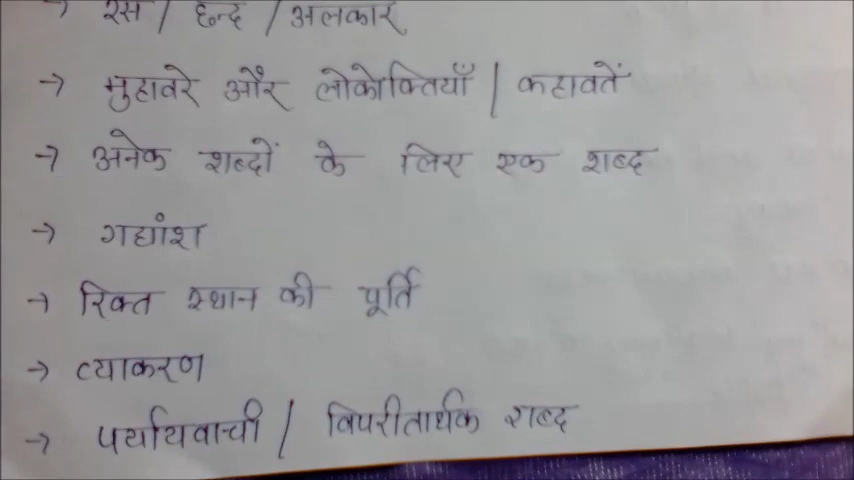 → रस / छन्द / अलंकार
→ मुहावरे और लोकोक्तियाँ / कहावतें
→ अनेक शब्दों के लिए एक शब्द
→ गद्यांश
→ रिक्त स्थान की पूर्ति
→ व्याकरण
→ पर्यायवाची / विपरीतार्थक शब्द